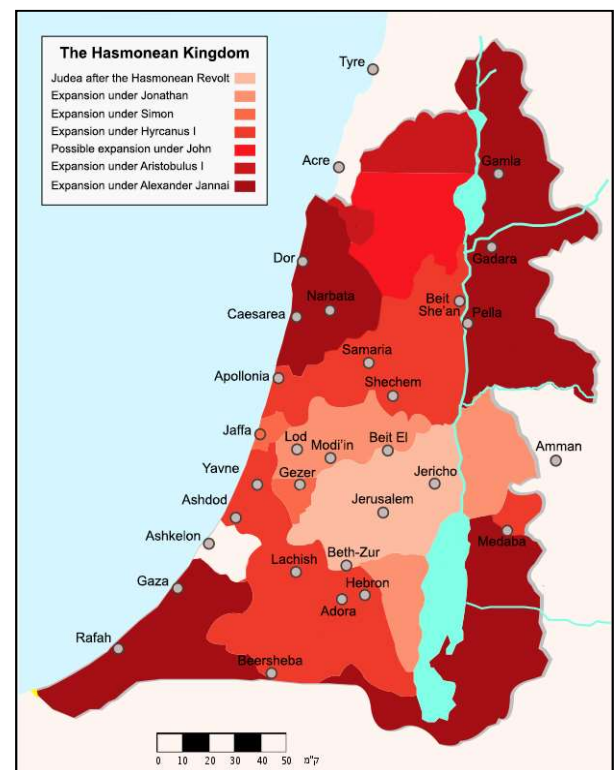 The Hasmonean Kingdom
Judea after the Hasmonean Revolt
Expansion under Jonathan
Expansion under Simon
Expansion under Hyrcanus I
Possible expansion under John
Expansion under Aristobulus I
Expansion under Alexander Jannai
Tyre
Acre
Gamla
Dor
Gadara
Narbata
Beit
She'an
Caesarea
Pella
Samaria
Apollonia
Shechem
Jaffa
Lod
Modi'in
Beit El
Amman
Yavne
Gezer
Jericho
Jerusalem
Ashdod
Medaba
Ashkelon
Lachish
Beth-Zur
Gaza
Hebron
Adora
Rafah
Beersheba
0 10 20 30 40 50 ק"מ